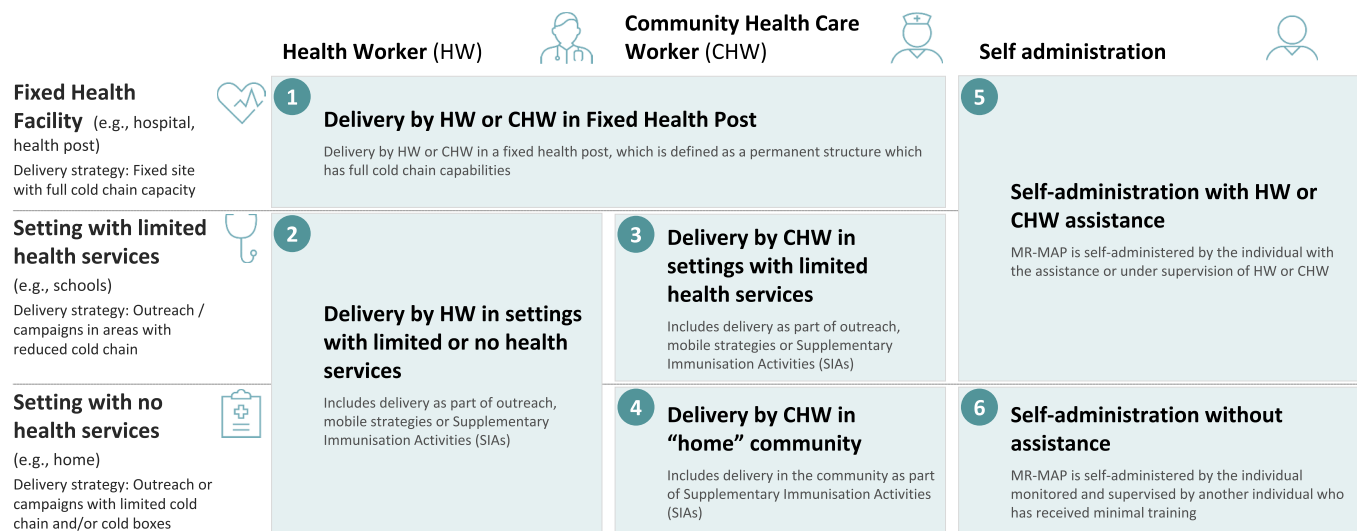 Health Worker (HW)
Community Health Care
Worker (CHW)
Self administration
Fixed Health
Facility (e.g., hospital,
health post)
Delivery strategy: Fixed site
with full cold chain capacity
1
Delivery by HW or CHW in Fixed Health Post
Delivery by HW or CHW in a fixed health post, which is defined as a permanent structure which
has full cold chain capabilities
5
Self-administration with HW or
CHW assistance
MR-MAP is self-administered by the individual with
the assistance or under supervision of HW or CHW
Setting with limited
health services
(e.g., schools)
Delivery strategy: Outreach /
campaigns in areas with
reduced cold chain
2
Delivery by HW in settings
with limited or no health
services
Includes delivery as part of outreach,
mobile strategies or Supplementary
Immunisation Activities (SIAs)
3
Delivery by CHW in
settings with limited
health services
Includes delivery as part of outreach,
mobile strategies or Supplementary
Immunisation Activities (SIAs)
Setting with no
health services
(e.g., home)
Delivery strategy: Outreach or
campaigns with limited cold
chain and/or cold boxes
4
Delivery by CHW in
“home” community
Includes delivery in the community as part
of Supplementary Immunisation Activities
(SIAs)
6
Self-administration without
assistance
MR-MAP is self-administered by the individual
monitored and supervised by another individual who
has received minimal training